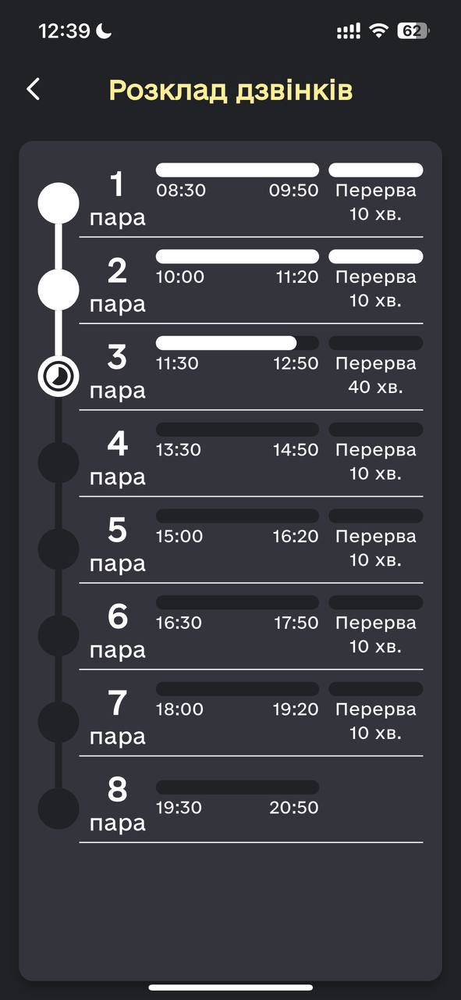 12:39
62
Розклад дзвінків
1 пара
08:30 09:50 Перерва
10 хв.
2 пара
10:00 11:20 Перерва
10 хв.
3 пара
11:30 12:50 Перерва
40 хв.
4 пара
13:30 14:50 Перерва
10 хв.
5 пара
15:00 16:20 Перерва
10 хв.
6 пара
16:30 17:50 Перерва
10 хв.
7 пара
18:00 19:20 Перерва
10 хв.
8 пара
19:30 20:50